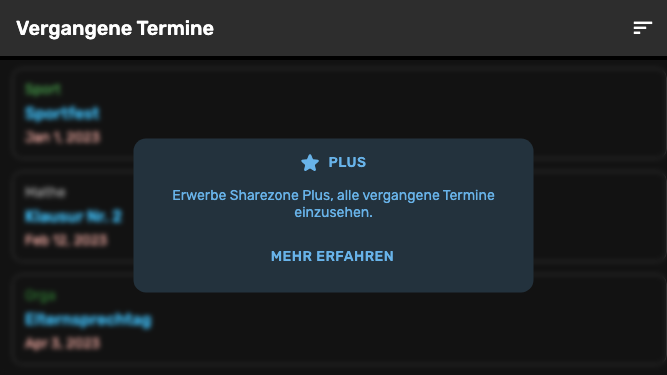 Vergangene Termine
Sport
Sportfest
Jan 1, 2023
PLUS
Erwerbe Sharezone Plus, alle vergangene Termine
einzusehen.
Mathe
Klausur Nr. 2
Feb 12, 2023
MEHR ERFAHREN
Orga
Elternsprechtag
Apr 3, 2023